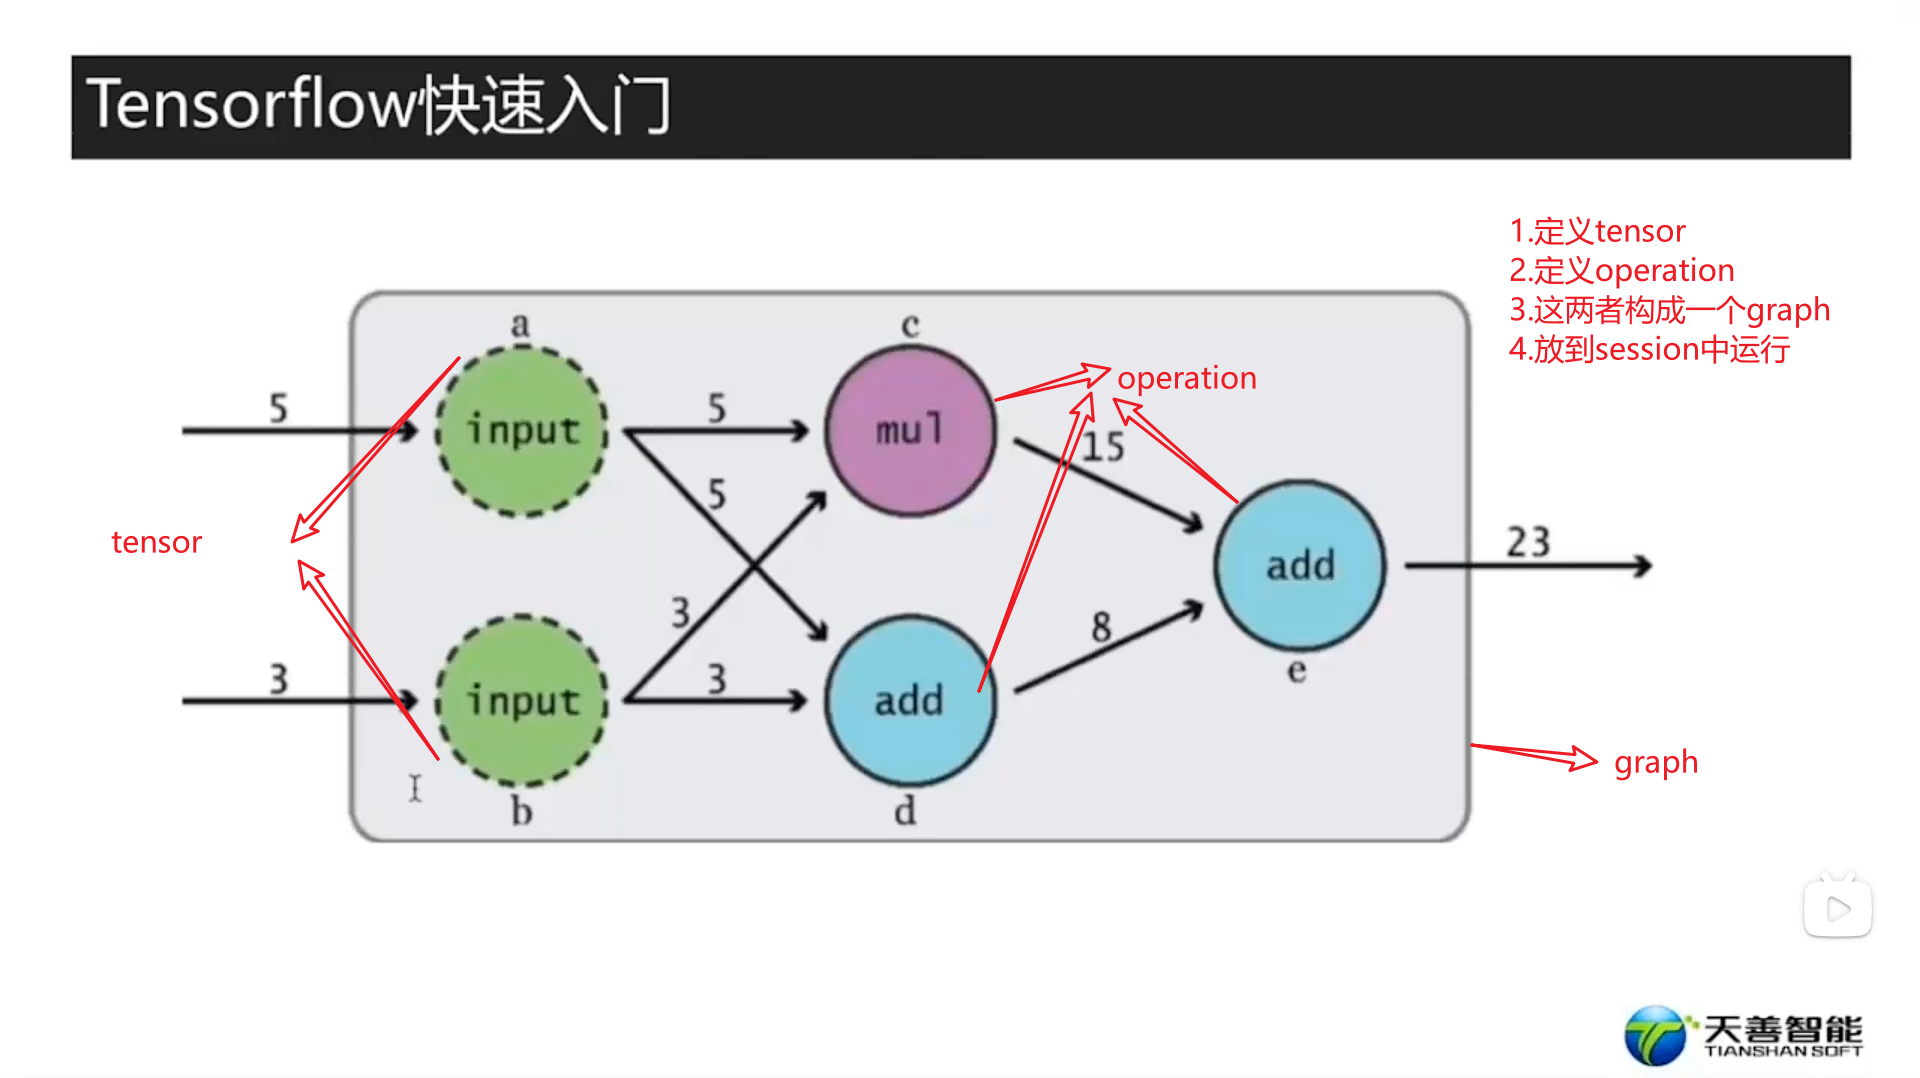 Tensorflow快速入门
1.定义tensor
2.定义operation
3.这两者构成一个graph
4.放到session中运行
a
c
5
input
5
mul
operation
15
5
tensor
add
23
3
8
e
3
input
3
add
graph
b
d
天善智能
TIANSHANSOFT